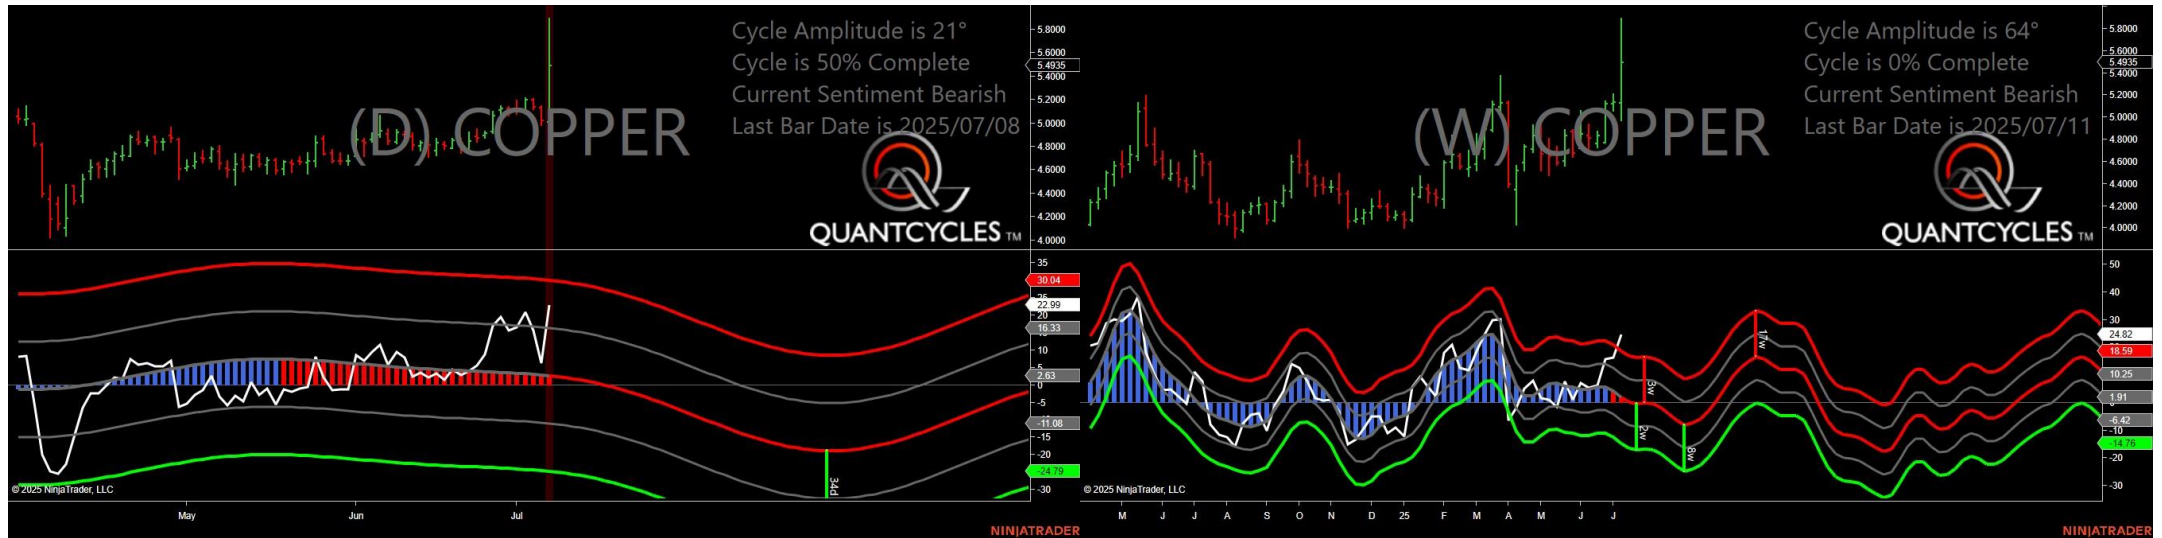 Cycle Amplitude is 21°
Cycle is 50% Complete
Current Sentiment Bearish
Last Bar Date is 2025/07/08
(D) COPPER
QUANTCYCLES TM
5.8000
5.6000
5.4935
5.4000
5.2000
5.0000
4.8000
4.6000
4.4000
4.2000
4.0000
35
30.04
22.99
20
16.33
10
5
2.63
0
-5
-11.08
-15
-20
-24.79
-30
34d
© 2025 NinjaTrader, LLC
May Jun Jul
NINJATRADER
Cycle Amplitude is 64°
Cycle is 0% Complete
Current Sentiment Bearish
Last Bar Date is 2025/07/11
(W) COPPER
QUANTCYCLES TM
5.8000
5.6000
5.4935
5.4000
5.2000
5.0000
4.8000
4.6000
4.4000
4.2000
4.0000
50
40
30
24.82
18.59
10.25
1.91
-6.42
-10
-14.76
-20
-30
3w
2w
8w
17w
© 2025 NinjaTrader, LLC
M J J A S O N D 25 F M A M J J
NINJATRADER